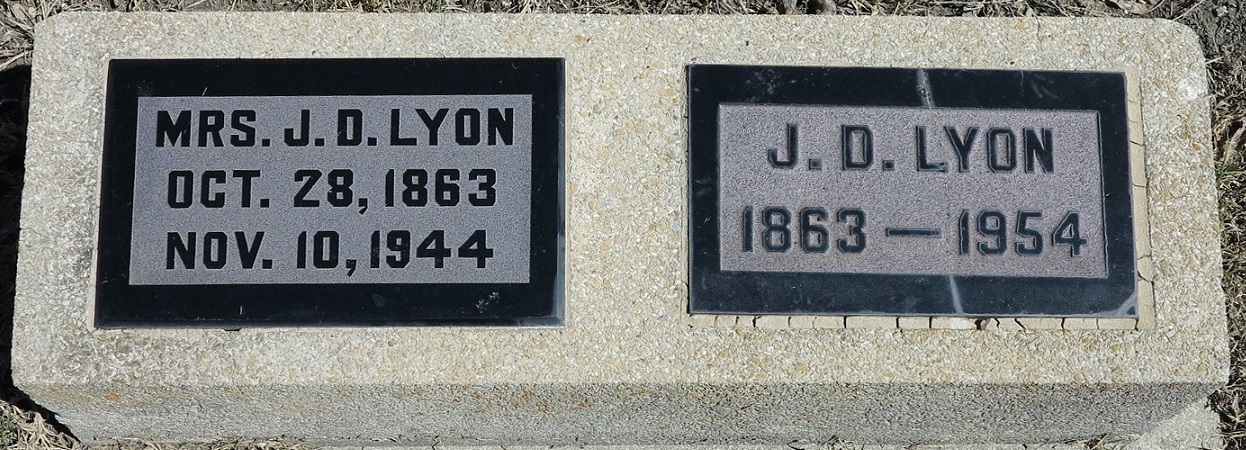 MRS. J. D. LYON
OCT. 28, 1863
NOV. 10, 1944
J. D. LYON
1863 — 1954